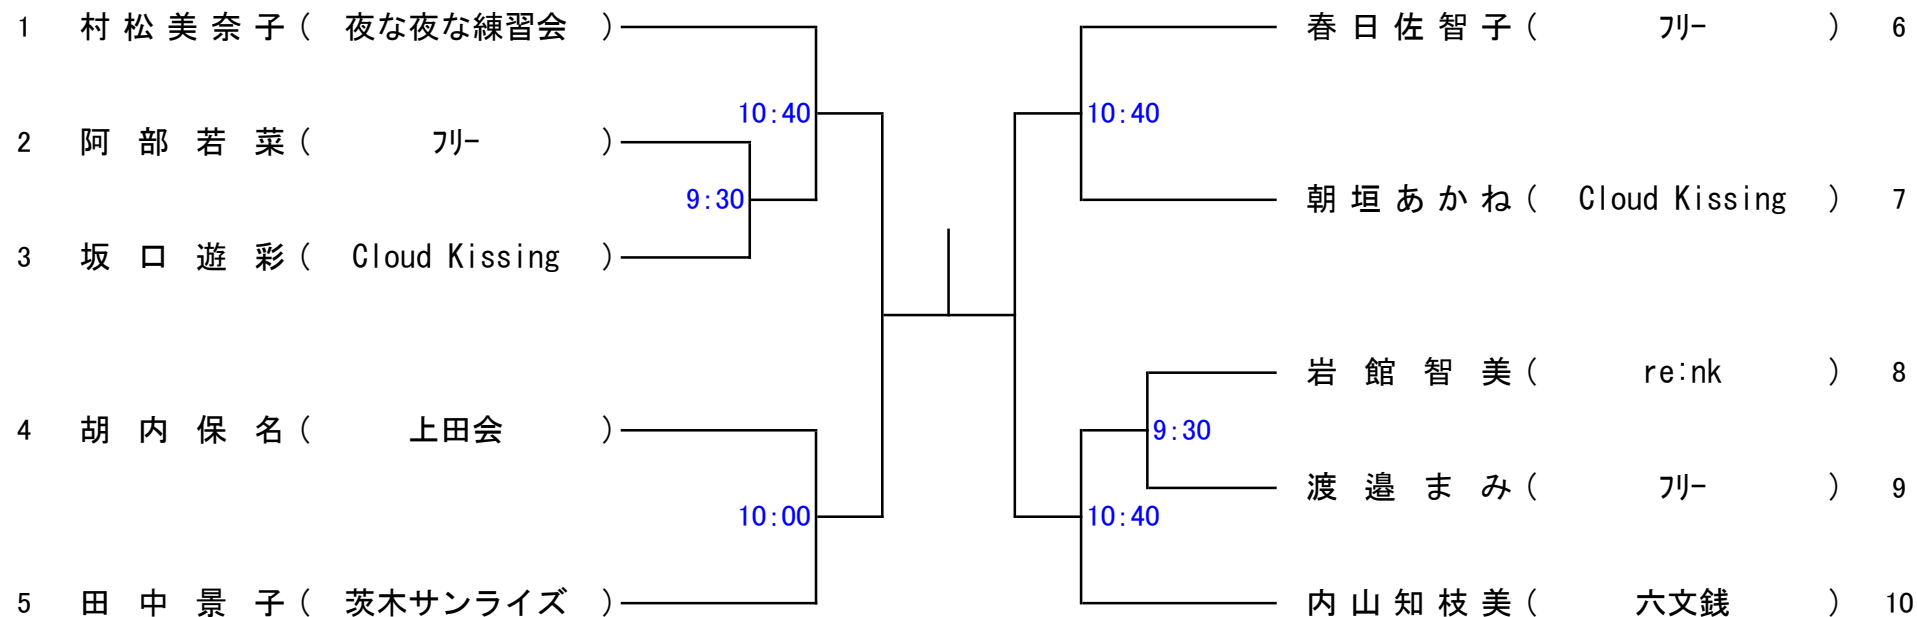 1 村松美奈子( 夜な夜な練習会 )
10:40
2 阿部若菜( ﾌﾘｰ )
9:30
3 坂口遊彩( Cloud Kissing )
4 胡内保名( 上田会 )
10:00
5 田中景子( 茨木サンライズ )
春日佐智子( ﾌﾘｰ ) 6
10:40
朝垣あかね( Cloud Kissing ) 7
岩館智美( re:nk ) 8
9:30
渡邉まみ( ﾌﾘｰ ) 9
10:40
内山知枝美( 六文銭 ) 10